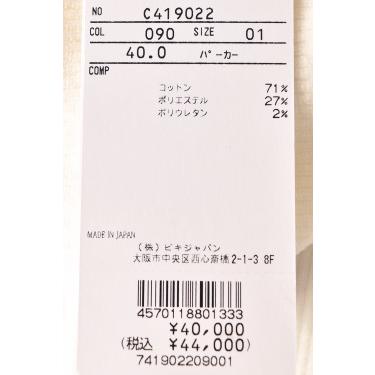 NO C419022
COL 090 SIZE 01
40.0 パーカー
COMP
コットン 71%
ポリエステル 27%
ポリウレタン 2%
MADE IN JAPAN
(株)ビキジャパン
大阪市中央区西心斎橋2-1-3 8F
4570118801333
¥40,000
(税込 ¥44,000)
741902209001